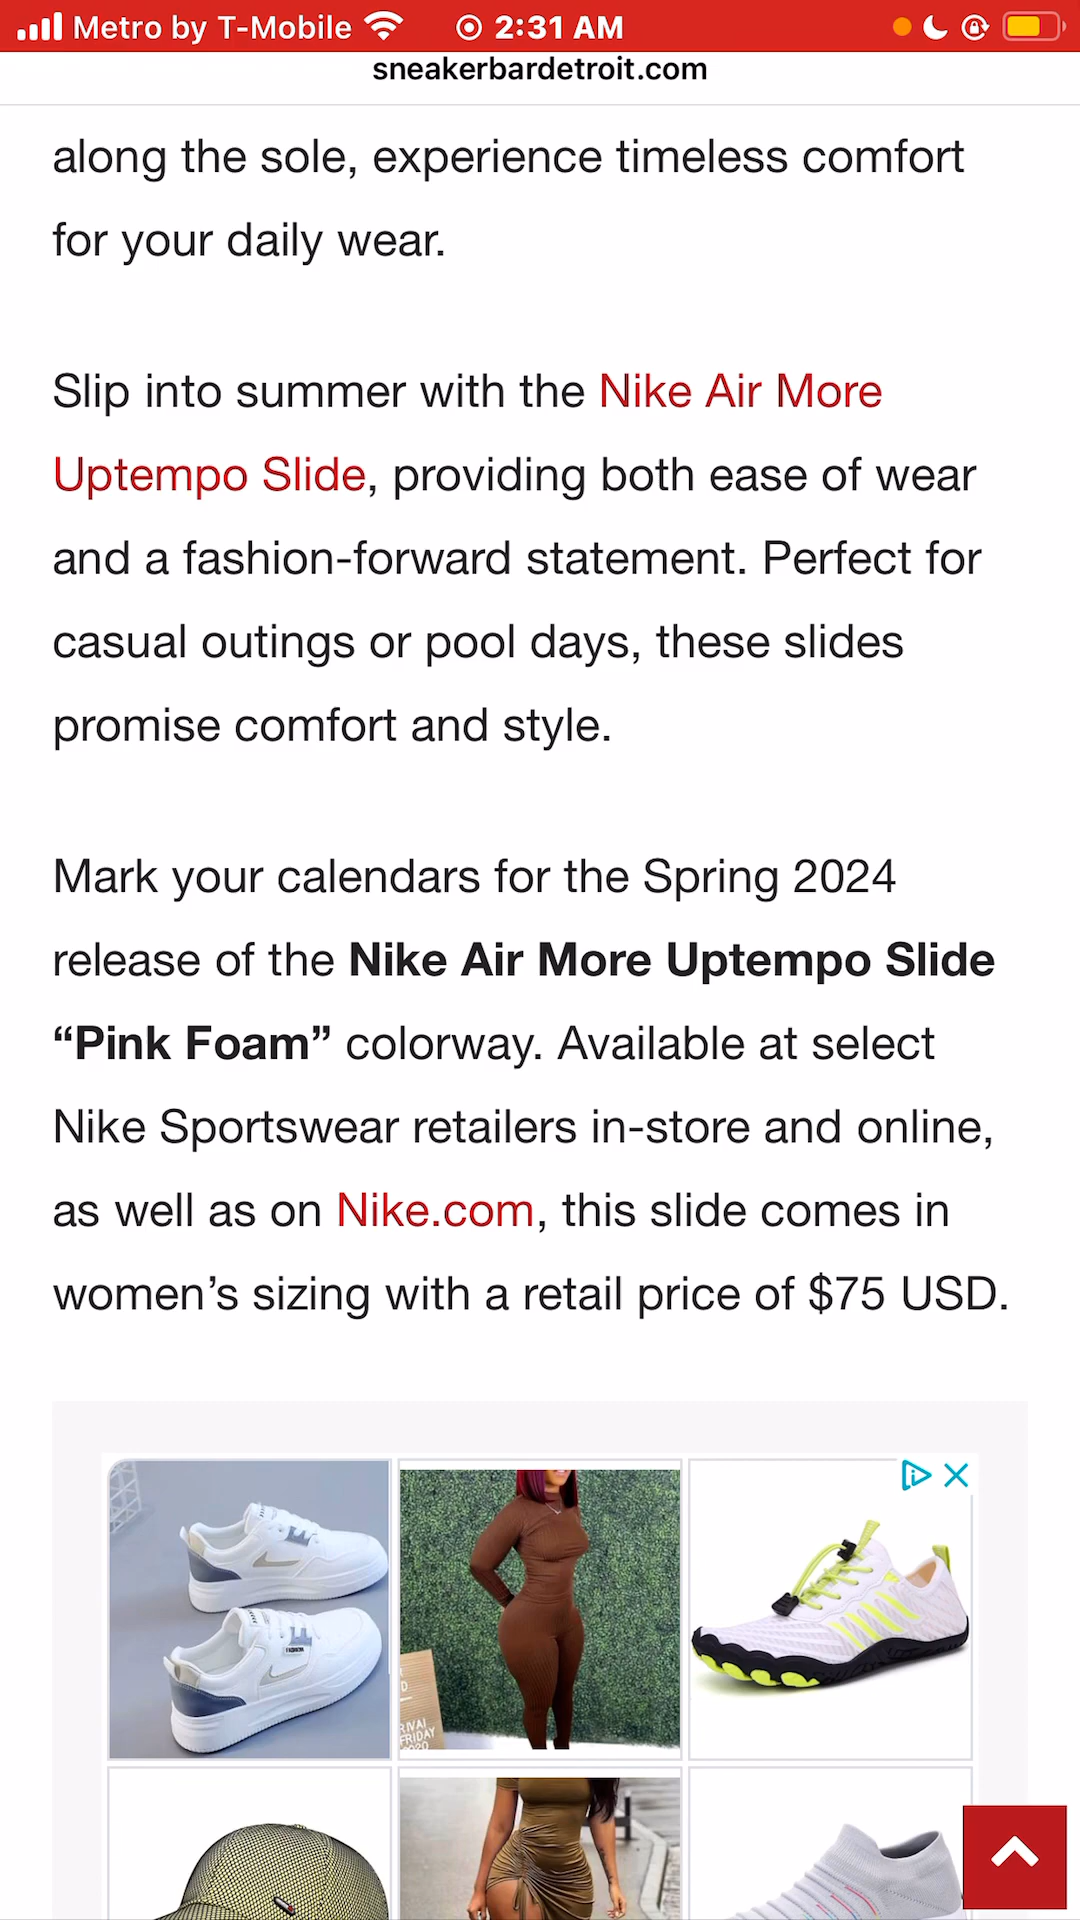 Metro by T-Mobile 2:31 AM
sneakerbardetroit.com
along the sole, experience timeless comfort
for your daily wear.
Slip into summer with the Nike Air More
Uptempo Slide, providing both ease of wear
and a fashion-forward statement. Perfect for
casual outings or pool days, these slides
promise comfort and style.
Mark your calendars for the Spring 2024
release of the Nike Air More Uptempo Slide
“Pink Foam” colorway. Available at select
Nike Sportswear retailers in-store and online,
as well as on Nike.com, this slide comes in
women’s sizing with a retail price of $75 USD.
FASHION
D
RIVAL
FRIDAY